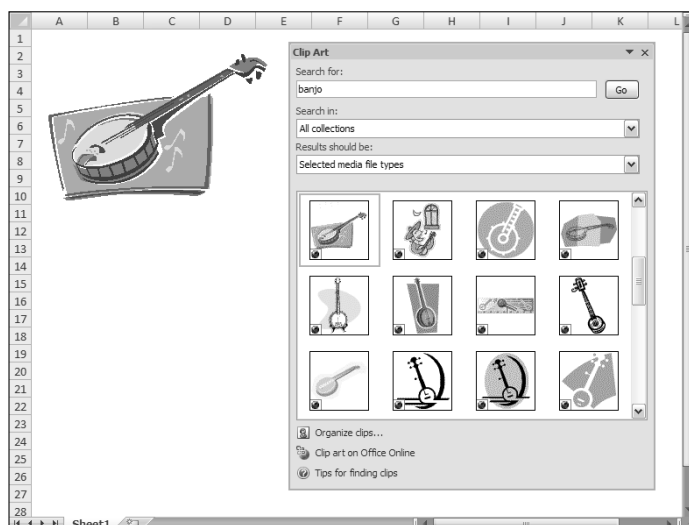 A B C D E F G H I J K L
1
2
3
4
5
6
7
8
9
10
11
12
13
14
15
16
17
18
19
20
21
22
23
24
25
26
27
28
Clip Art
Search for:
banjo Go
Search in:
All collections
Results should be:
Selected media file types
Organize clips...
Clip art on Office Online
Tips for finding clips
Sheet1